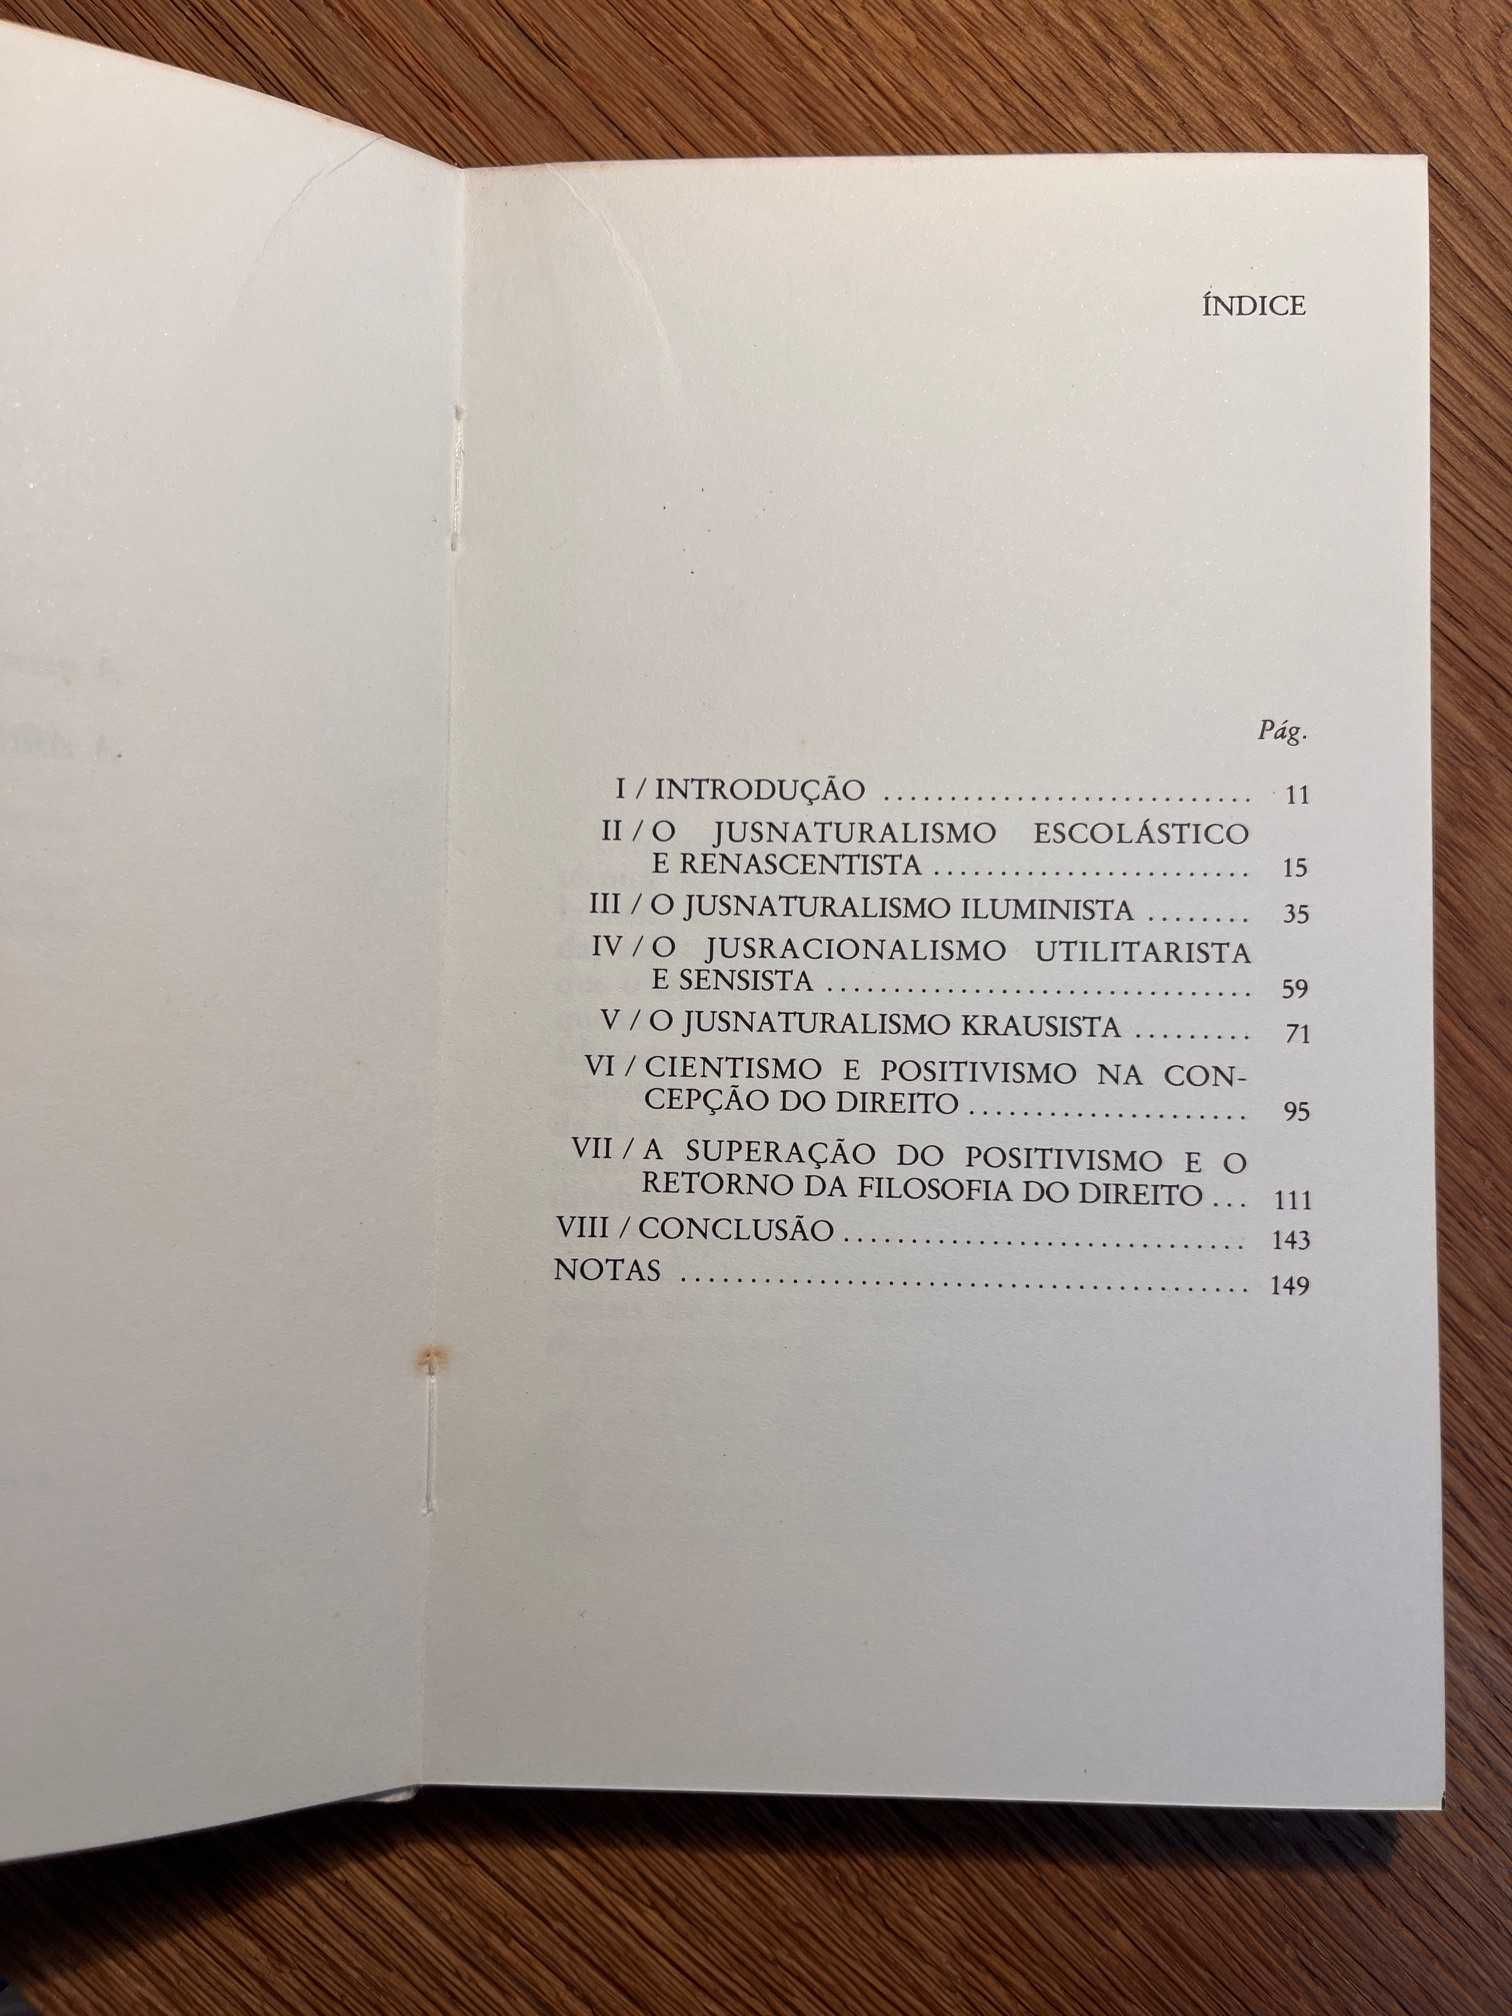 ÍNDICE
Pág.
I / INTRODUÇÃO ............................ 11
II / O JUSNATURALISMO ESCOLÁSTICO
E RENASCENTISTA ........................ 15
III / O JUSNATURALISMO ILUMINISTA ........ 35
IV / O JUSRACIONALISMO UTILITARISTA
E SENSISTA ................................ 59
V / O JUSNATURALISMO KRAUSISTA ......... 71
VI / CIENTISMO E POSITIVISMO NA CON-
CEPÇÃO DO DIREITO ..................... 95
VII / A SUPERAÇÃO DO POSITIVISMO E O
RETORNO DA FILOSOFIA DO DIREITO ... 111
VIII / CONCLUSÃO .............................. 143
NOTAS .......................................... 149